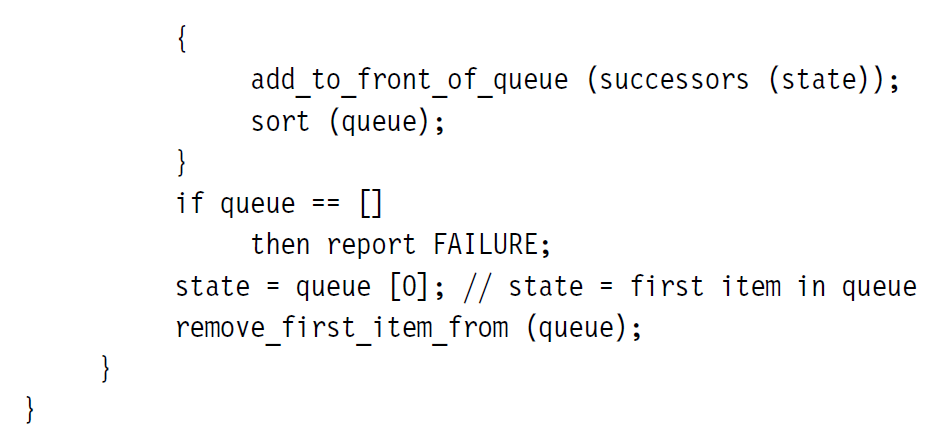 {
add_to_front_of_queue (successors (state));
sort (queue);
}
if queue == []
then report FAILURE;
state = queue [0]; // state = first item in queue
remove_first_item_from (queue);
}
}